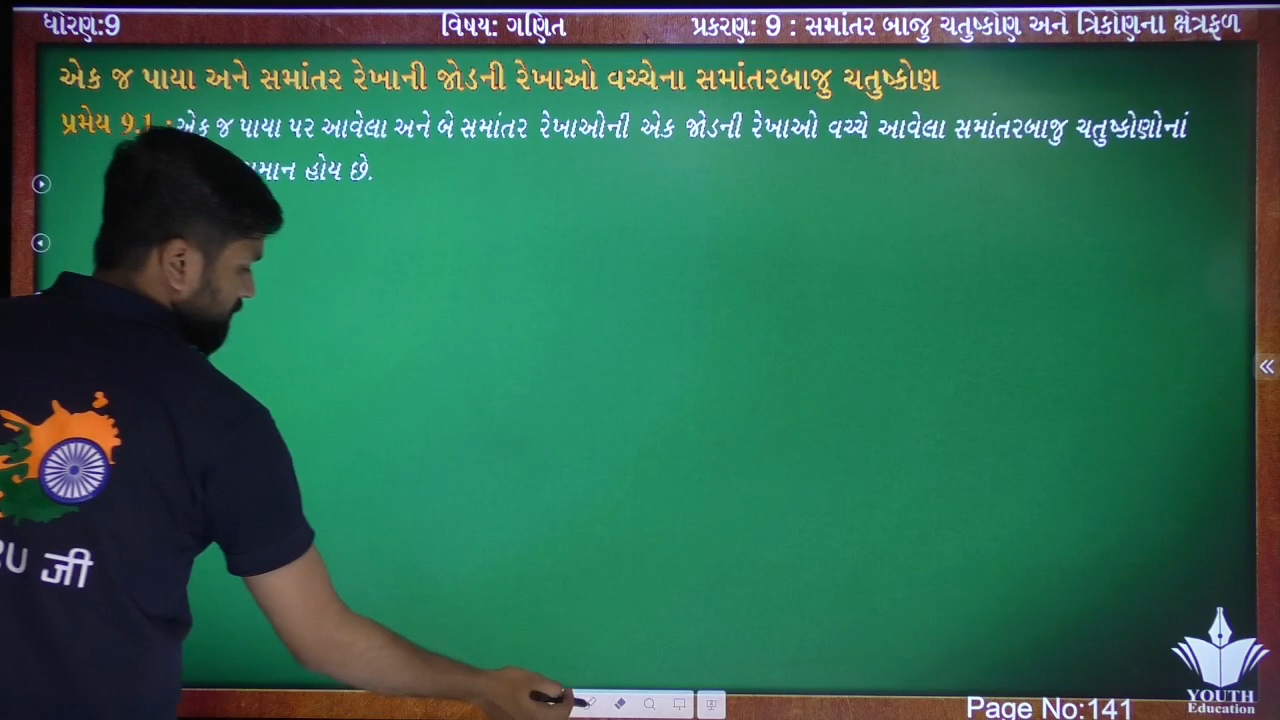 ધોરણ:9 વિષય: ગણિત પ્રકરણ: 9 : સમાંતર બાજુ ચતુષ્કોણ અને ત્રિકોણના ક્ષેત્રફળ
એક જ પાયા અને સમાંતર રેખાની જોડની રેખાઓ વચ્ચેના સમાંતરબાજુ ચતુષ્કોણ
પ્રમેય 9.1 : એક જ પાયા પર આવેલા અને બે સમાંતર રેખાઓની એક જોડની રેખાઓ વચ્ચે આવેલા સમાંતરબાજુ ચતુષ્કોણોનાં
હોય છે.
जी
YOUTH
Education
Page No:141